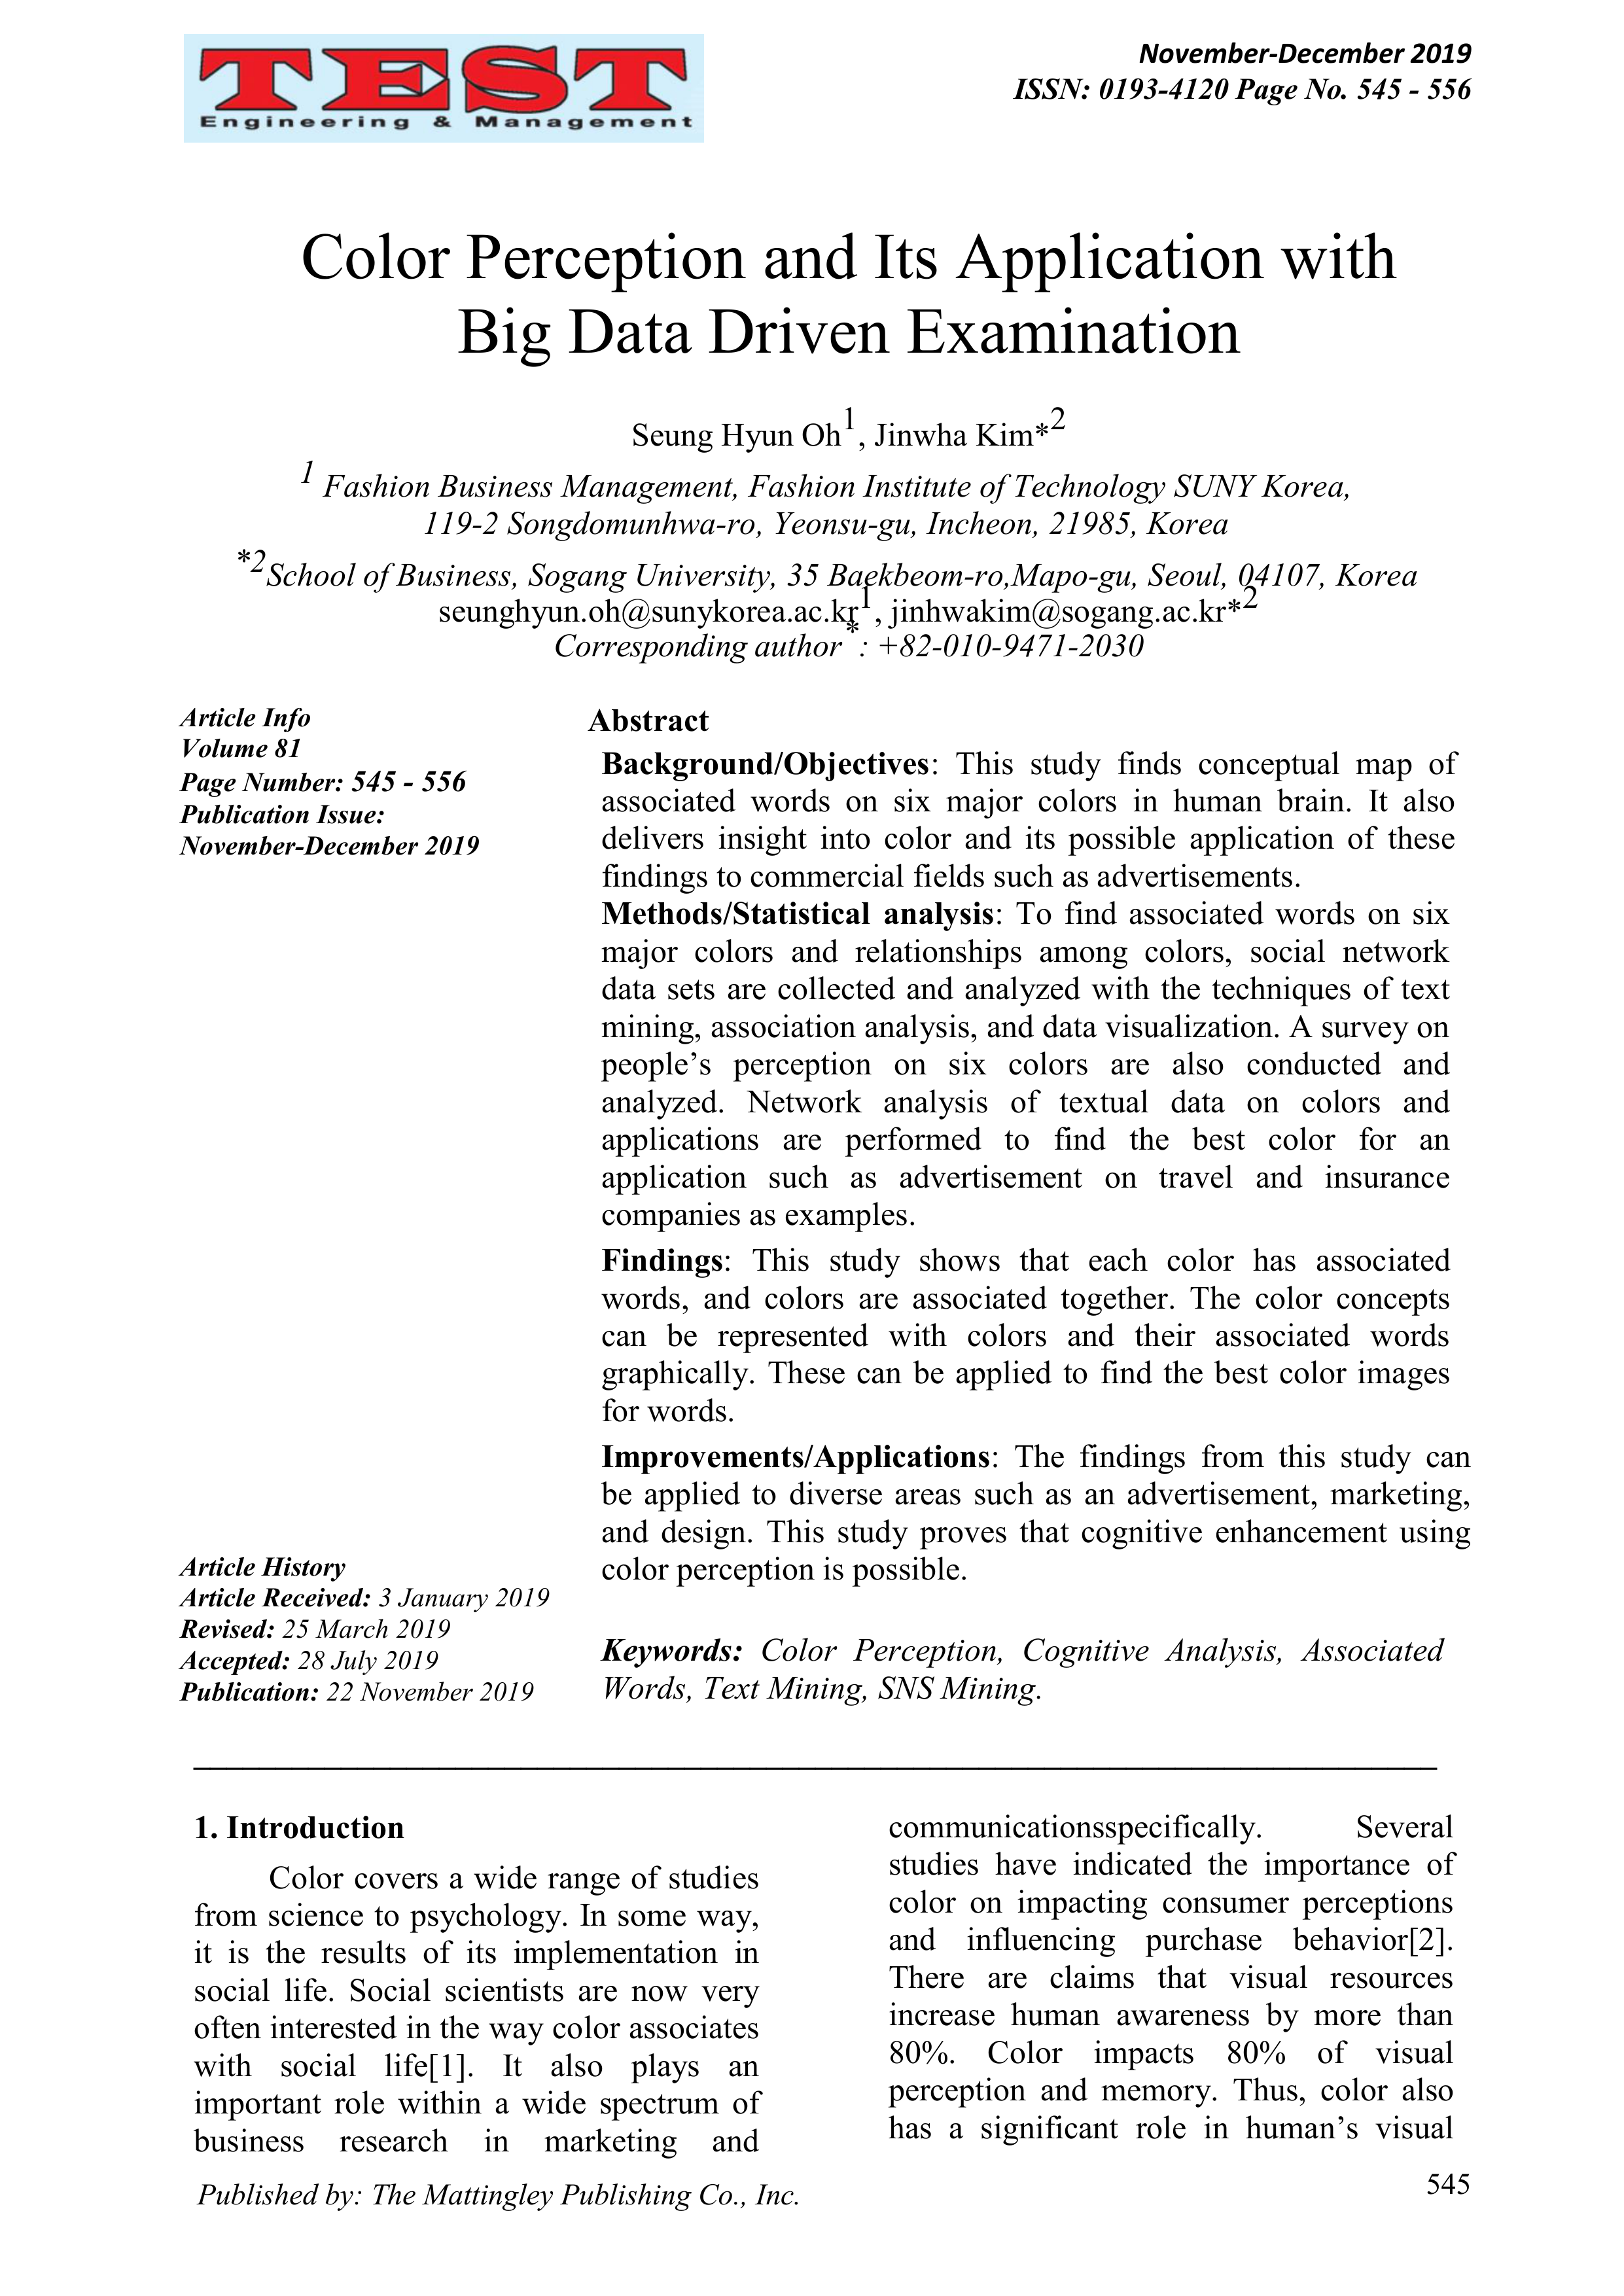 TEST
Engineering & Management
November-December 2019
ISSN: 0193-4120 Page No. 545 - 556
Color Perception and Its Application with
Big Data Driven Examination
Seung Hyun Oh1, Jinwha Kim*2
1 Fashion Business Management, Fashion Institute of Technology SUNY Korea,
119-2 Songdomunhwa-ro, Yeonsu-gu, Incheon, 21985, Korea
*2School of Business, Sogang University, 35 Baekbeom-ro,Mapo-gu, Seoul, 04107, Korea
seunghyun.oh@sunykorea.ac.kr1, jinhwakim@sogang.ac.kr*2
Corresponding author*: +82-010-9471-2030
Article Info
Volume 81
Page Number: 545 - 556
Publication Issue:
November-December 2019
Article History
Article Received: 3 January 2019
Revised: 25 March 2019
Accepted: 28 July 2019
Publication: 22 November 2019
Abstract
Background/Objectives: This study finds conceptual map of
associated words on six major colors in human brain. It also
delivers insight into color and its possible application of these
findings to commercial fields such as advertisements.
Methods/Statistical analysis: To find associated words on six
major colors and relationships among colors, social network
data sets are collected and analyzed with the techniques of text
mining, association analysis, and data visualization. A survey on
people’s perception on six colors are also conducted and
analyzed. Network analysis of textual data on colors and
applications are performed to find the best color for an
application such as advertisement on travel and insurance
companies as examples.
Findings: This study shows that each color has associated
words, and colors are associated together. The color concepts
can be represented with colors and their associated words
graphically. These can be applied to find the best color images
for words.
Improvements/Applications: The findings from this study can
be applied to diverse areas such as an advertisement, marketing,
and design. This study proves that cognitive enhancement using
color perception is possible.
Keywords: Color Perception, Cognitive Analysis, Associated
Words, Text Mining, SNS Mining.
1. Introduction
Color covers a wide range of studies
from science to psychology. In some way,
it is the results of its implementation in
social life. Social scientists are now very
often interested in the way color associates
with social life[1]. It also plays an
important role within a wide spectrum of
business research in marketing and
communicationsspecifically. Several
studies have indicated the importance of
color on impacting consumer perceptions
and influencing purchase behavior[2].
There are claims that visual resources
increase human awareness by more than
80%. Color impacts 80% of visual
perception and memory. Thus, color also
has a significant role in human’s visual
Published by: The Mattingley Publishing Co., Inc.
545